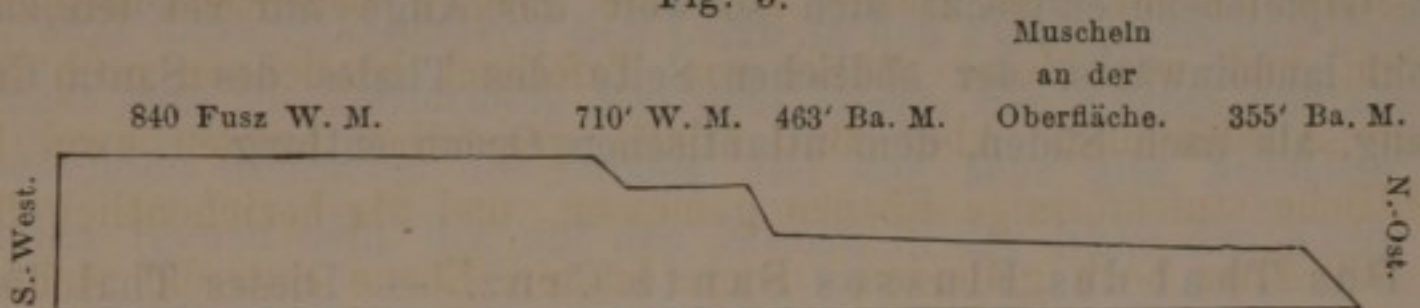 Muscheln
an der
840 Fusz W. M. 710′ W. M. 463′ Ba. M. Oberfläche. 355′ Ba. M.
S.-West.
N.-Ost.